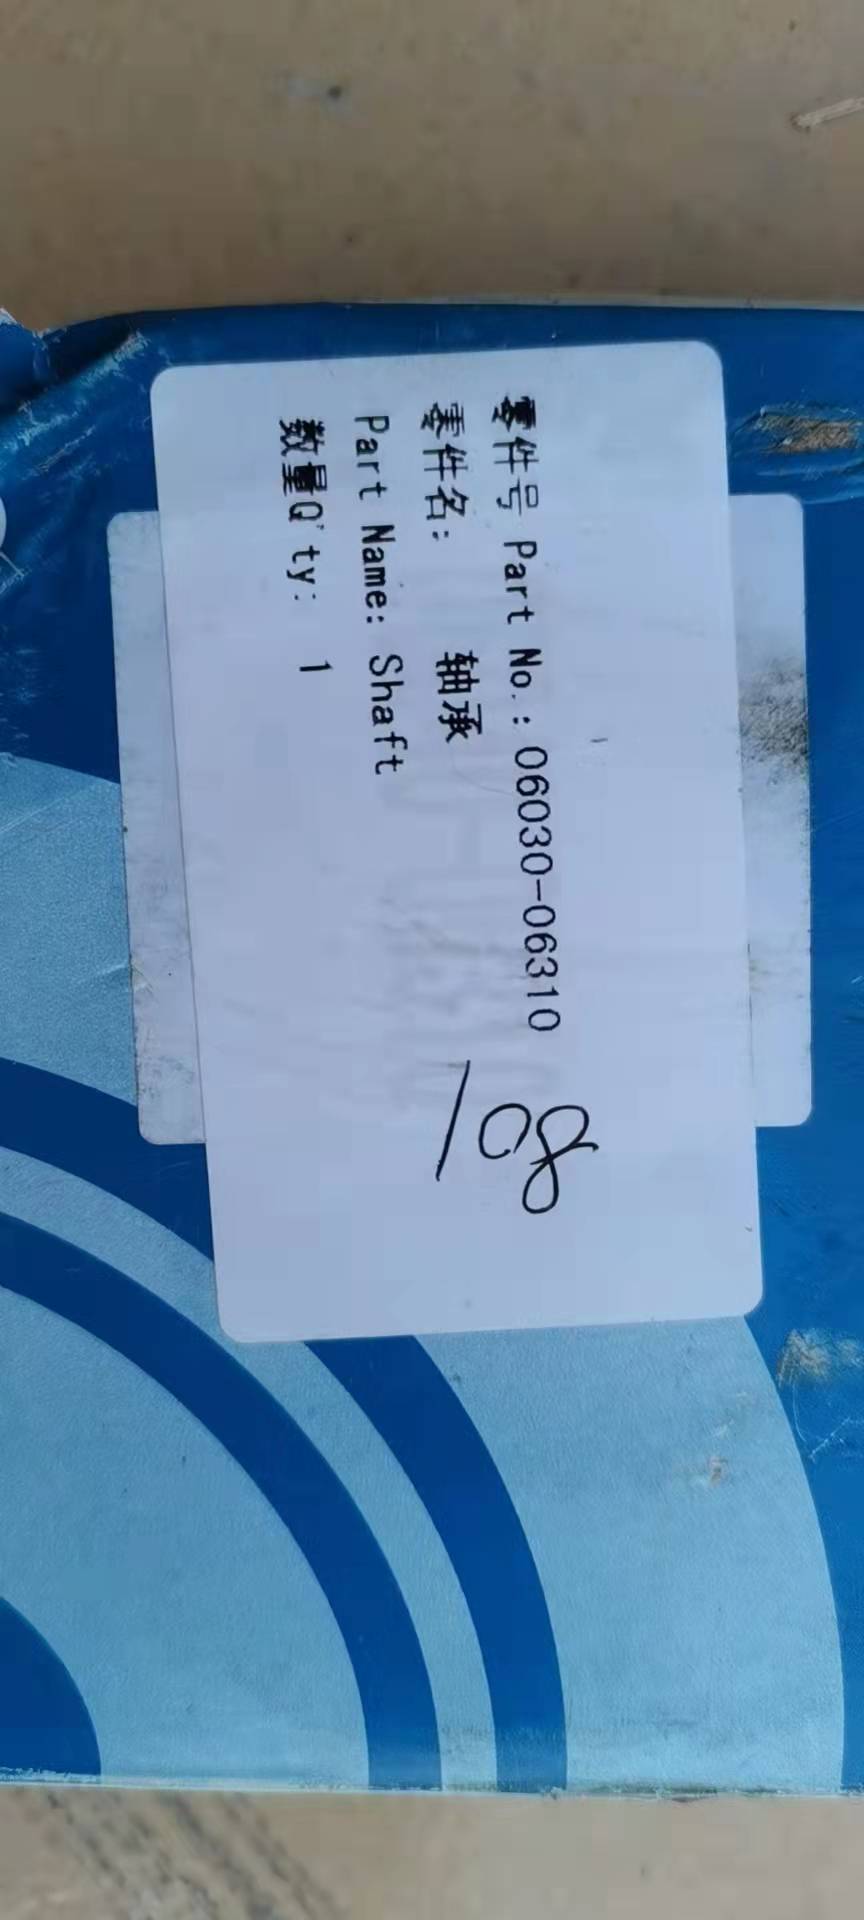 零件号 Part No.: 06030-06310
零件名: 轴承
Part Name: Shaft
数量Q'ty: 1
108